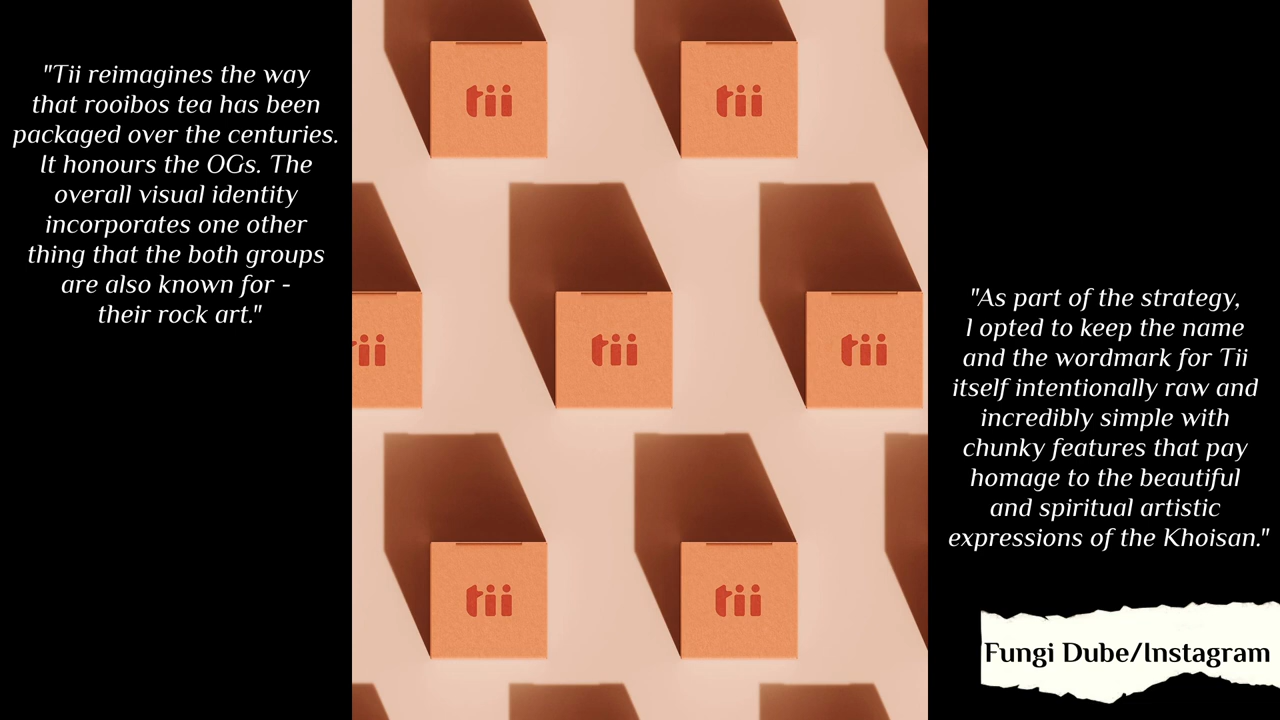 "Tii reimagines the way
that rooibos tea has been
packaged over the centuries.
It honours the OGs. The
overall visual identity
incorporates one other
thing that the both groups
are also known for -
their rock art."
tii
tii
tii
tii
tii
tii
tii
"As part of the strategy,
I opted to keep the name
and the wordmark for Tii
itself intentionally raw and
incredibly simple with
chunky features that pay
homage to the beautiful
and spiritual artistic
expressions of the Khoisan."
Fungi Dube/Instagram